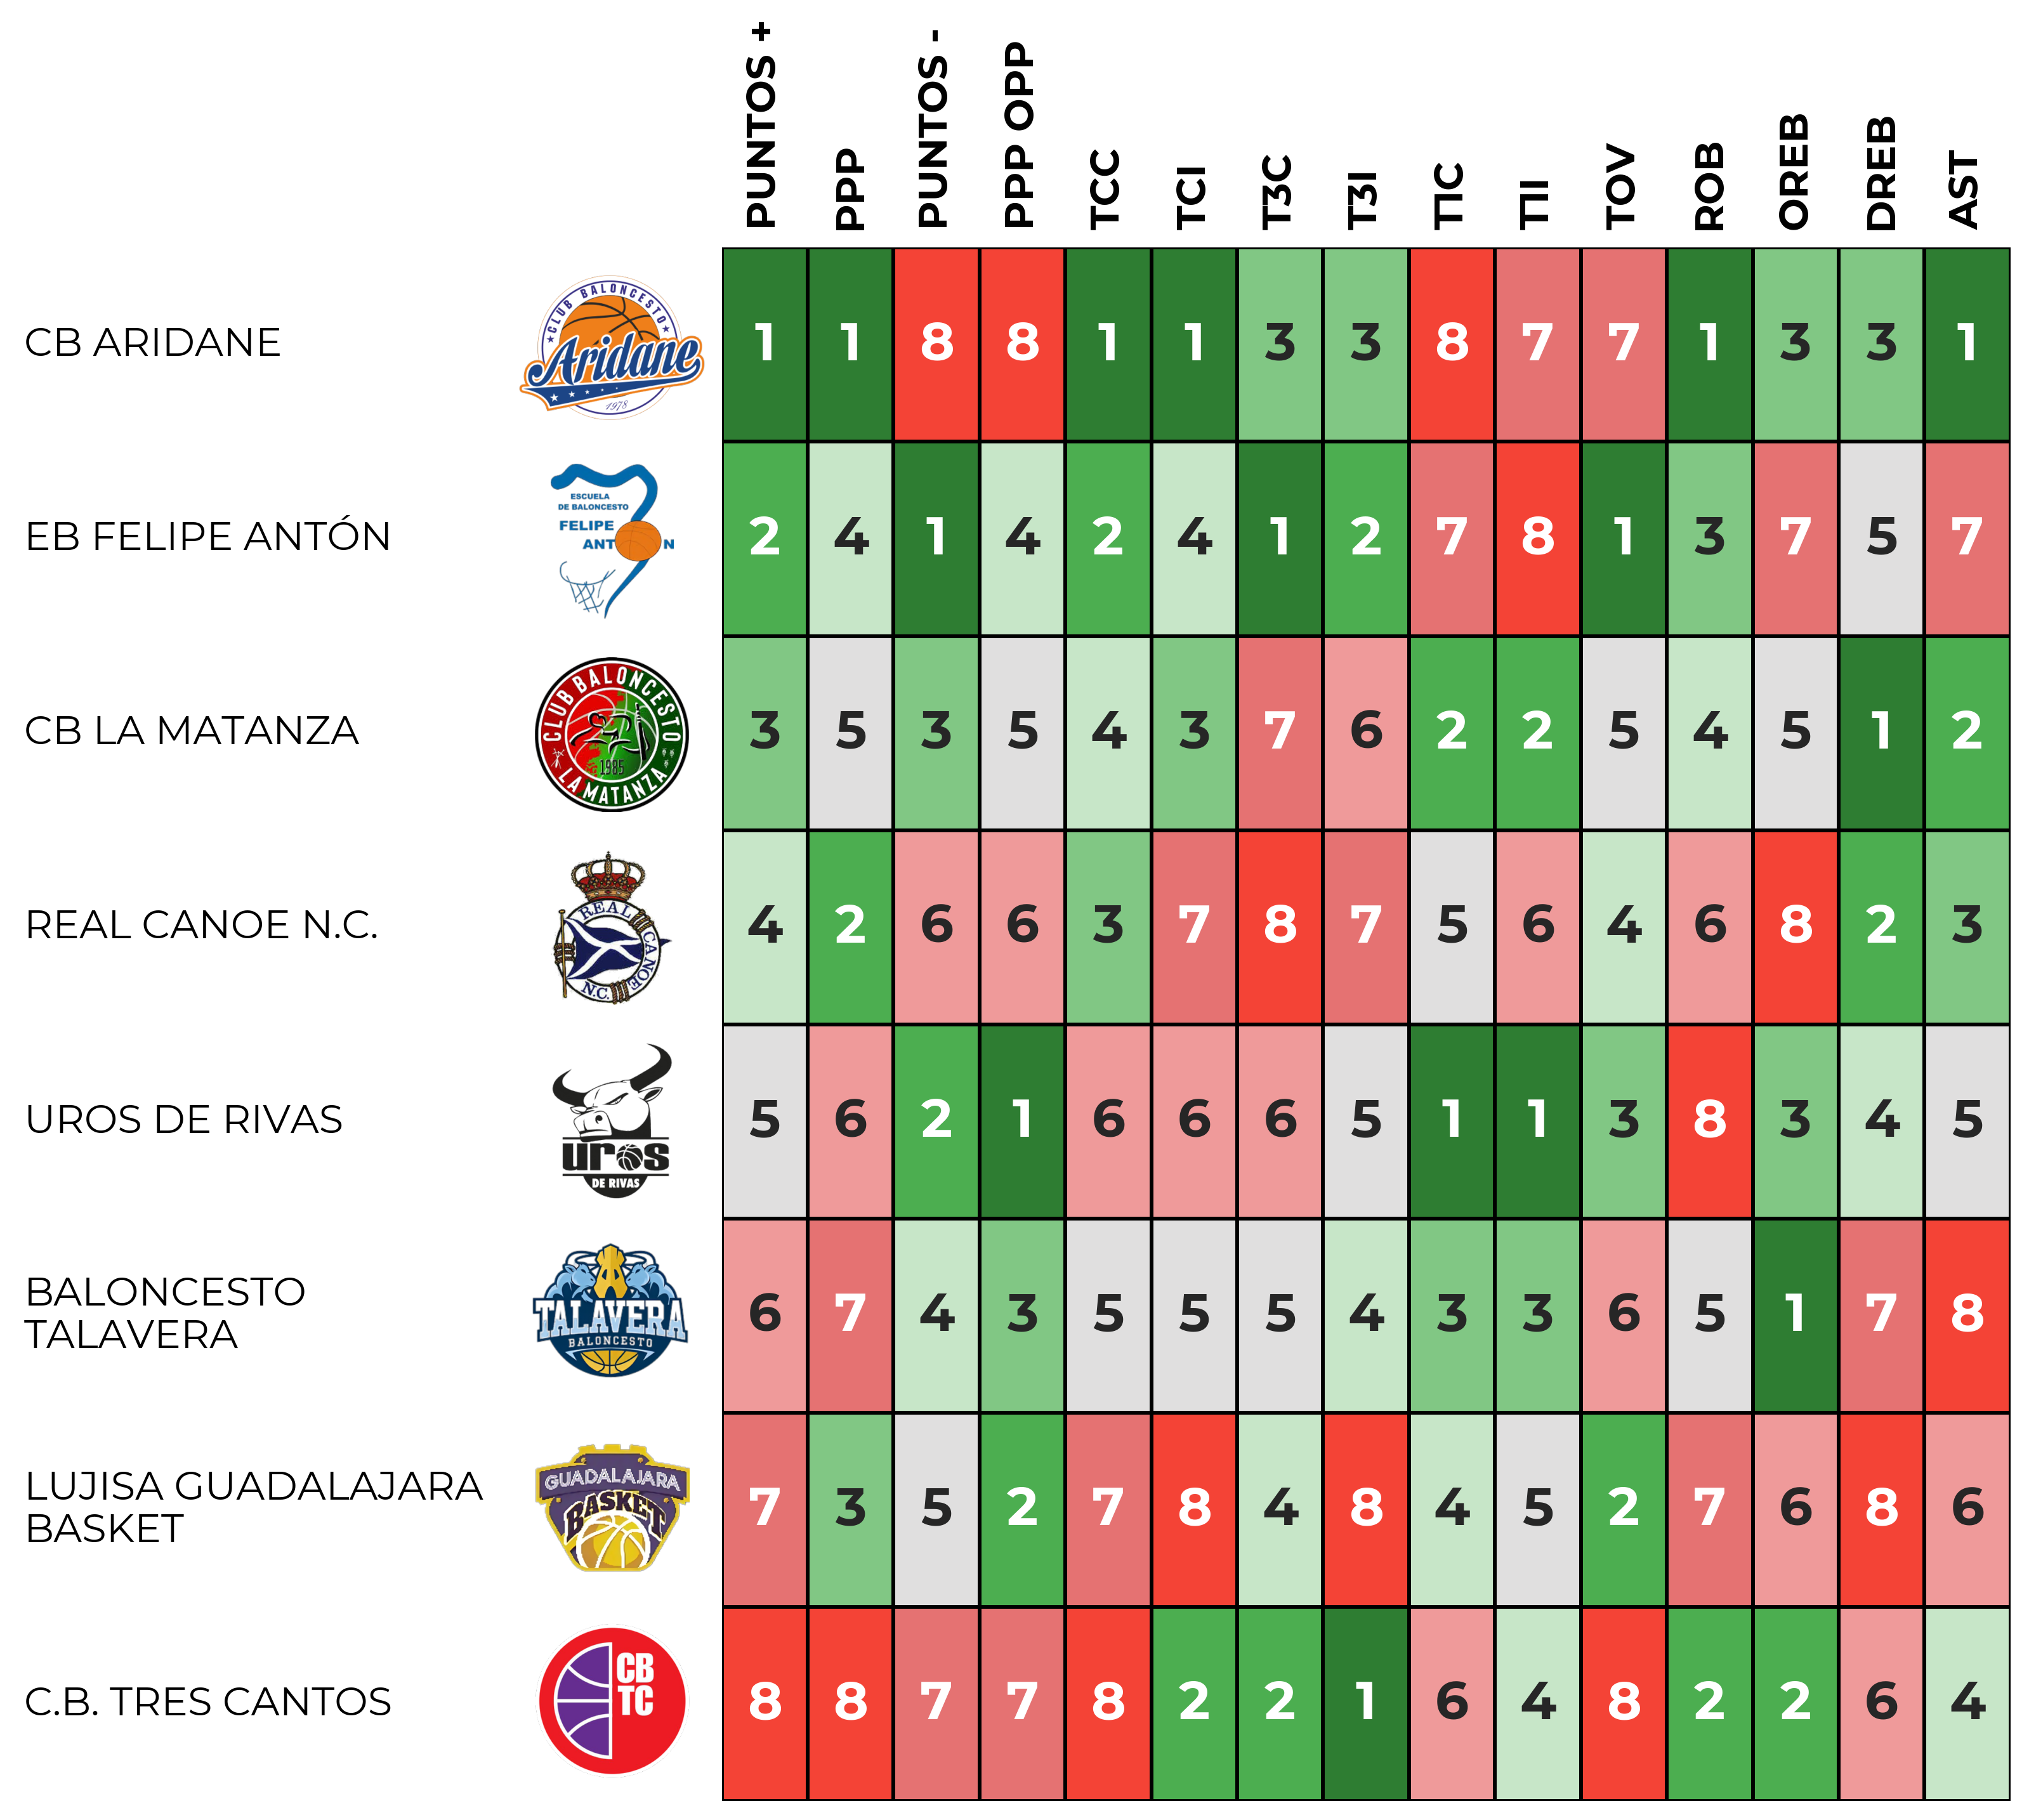 PUNTOS + PPP PUNTOS - PPP OPP TCC TCI T3C T3I T1C T1I TOV ROB OREB DREB AST
CB ARIDANE
CLUB BALONCESTO
Aridane
1978
1 1 8 8 1 1 3 3 8 7 7 1 3 3 1
EB FELIPE ANTÓN
ESCUELA
DE BALONCESTO
FELIPE
ANT N
2 4 1 4 2 4 1 2 7 8 1 3 7 5 7
CB LA MATANZA
CLUB BALONCESTO
1985
LA MATANZA
3 5 3 5 4 3 7 6 2 2 5 4 5 1 2
REAL CANOE N.C.
REAL CANOE N.C.
4 2 6 6 3 7 8 7 5 6 4 6 8 2 3
UROS DE RIVAS
uros
DE RIVAS
5 6 2 1 6 6 6 5 1 1 3 8 3 4 5
BALONCESTO
TALAVERA
TALAVERA
BALONCESTO
6 7 4 3 5 5 5 4 3 3 6 5 1 7 8
LUJISA GUADALAJARA
BASKET
GUADALAJARA
BASKET
7 3 5 2 7 8 4 8 4 5 2 7 6 8 6
C.B. TRES CANTOS
CB
TC
8 8 7 7 8 2 2 1 6 4 8 2 2 6 4